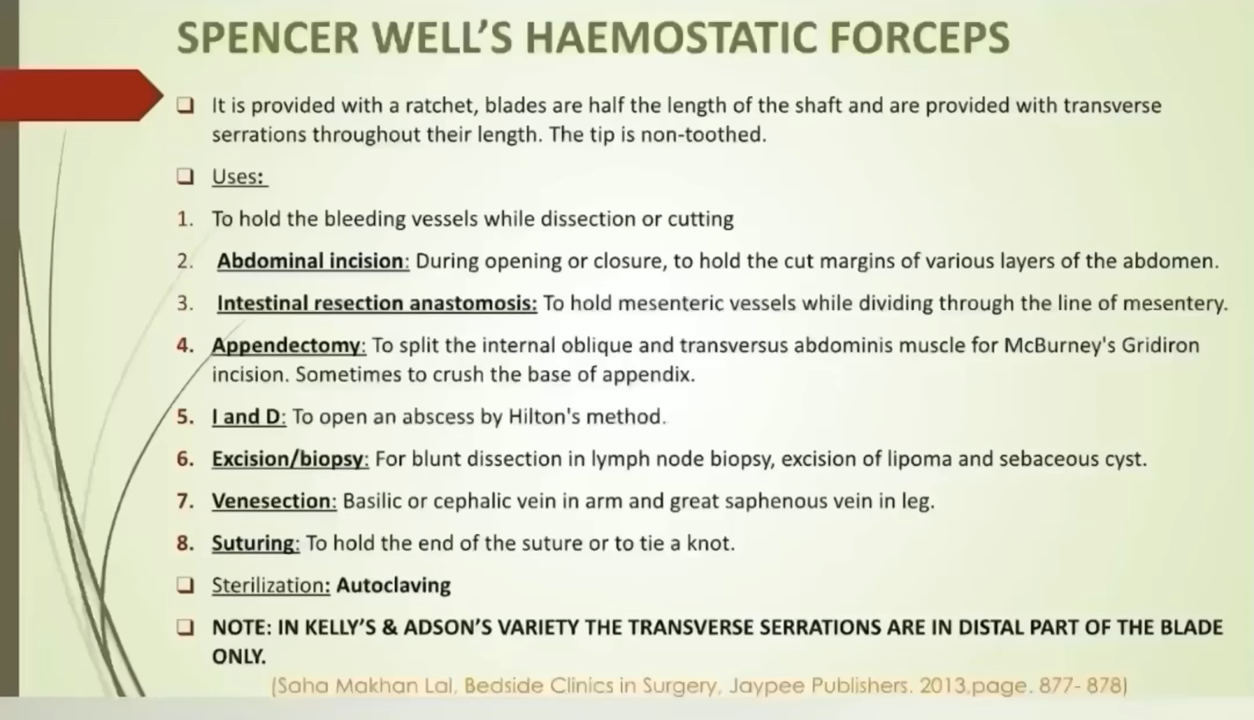 SPENCER WELL'S HAEMOSTATIC FORCEPS
❑ It is provided with a ratchet, blades are half the length of the shaft and are provided with transverse
serrations throughout their length. The tip is non-toothed.
❑ Uses:
1. To hold the bleeding vessels while dissection or cutting
2. Abdominal incision: During opening or closure, to hold the cut margins of various layers of the abdomen.
3. Intestinal resection anastomosis: To hold mesenteric vessels while dividing through the line of mesentery.
4. Appendectomy: To split the internal oblique and transversus abdominis muscle for McBurney's Gridiron
incision. Sometimes to crush the base of appendix.
5. I and D: To open an abscess by Hilton's method.
6. Excision/biopsy: For blunt dissection in lymph node biopsy, excision of lipoma and sebaceous cyst.
7. Venesection: Basilic or cephalic vein in arm and great saphenous vein in leg.
8. Suturing: To hold the end of the suture or to tie a knot.
❑ Sterilization: Autoclaving
❑ NOTE: IN KELLY'S & ADSON'S VARIETY THE TRANSVERSE SERRATIONS ARE IN DISTAL PART OF THE BLADE
ONLY.
(Saha Makhan Lal, Bedside Clinics in Surgery, Jaypee Publishers. 2013,page. 877- 878)